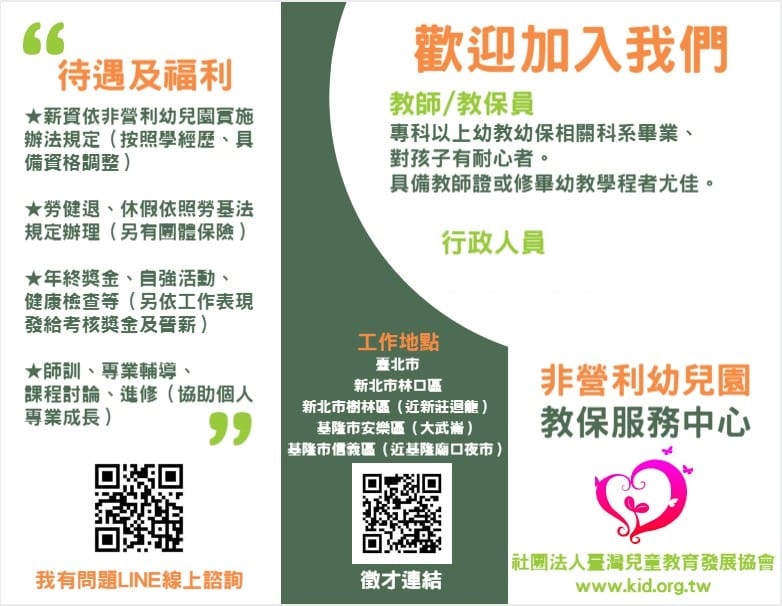 待遇及福利
★薪資依非營利幼兒園實施
辦法規定（按照學經歷、具
備資格調整）
★勞健退、休假依照勞基法
規定辦理（另有團體保險）
★年終獎金、自強活動、
健康檢查等（另依工作表現
發給考核獎金及晉薪）
★師訓、專業輔導、
課程討論、進修（協助個人
專業成長）
我有問題LINE線上諮詢
歡迎加入我們
教師/教保員
專科以上幼教幼保相關科系畢業、
對孩子有耐心者。
具備教師證或修畢幼教學程者尤佳。
行政人員
工作地點
臺北市
新北市林口區
新北市樹林區（近新莊迴龍）
基隆市安樂區（大武崙）
基隆市信義區（近基隆廟口夜市）
徵才連結
非營利幼兒園
教保服務中心
社團法人臺灣兒童教育發展協會
www.kid.org.tw